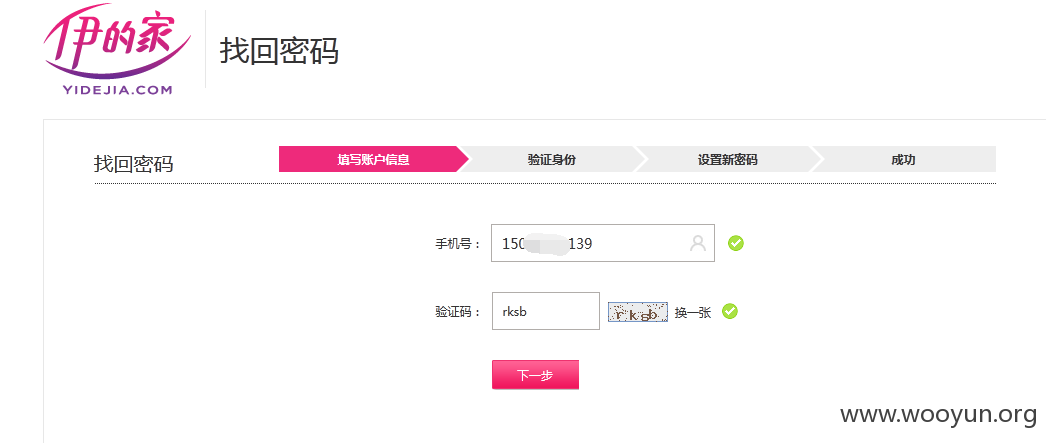 伊的家
YIDEJIA.COM
找回密码
找回密码
填写账户信息
验证身份
设置新密码
成功
手机号：
150 139
验证码：
rksb
rksb
换一张
下一步
www.wooyun.org